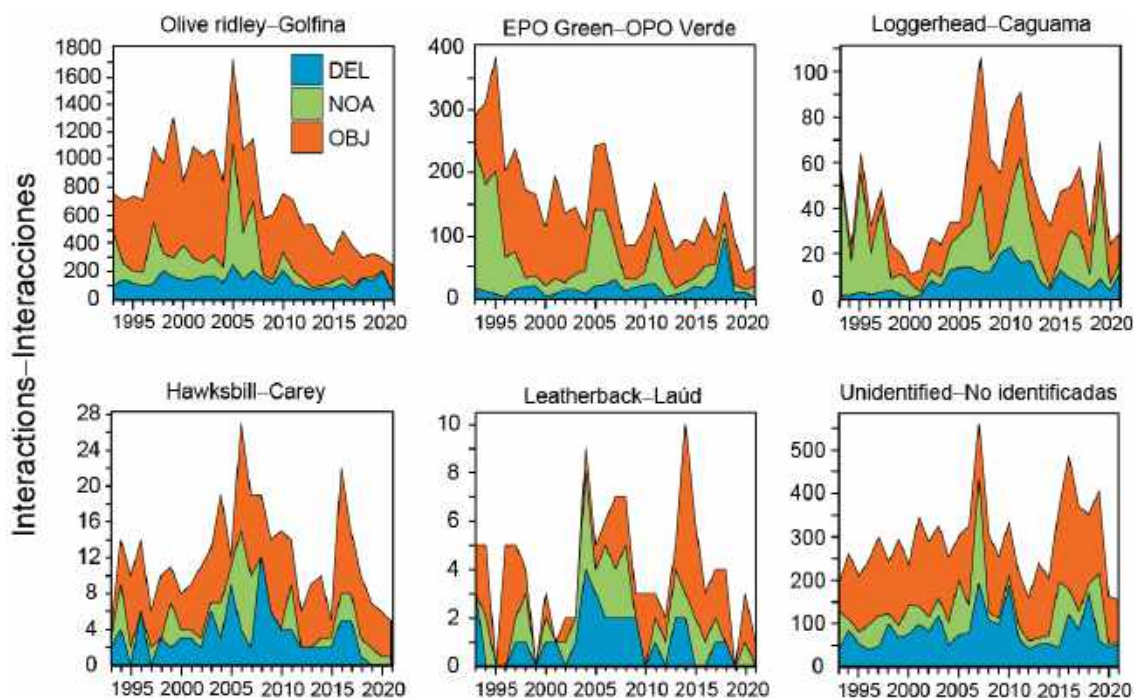 Olive ridley–Golfina
EPO Green–OPO Verde
Loggerhead–Caguama
Interactions–Interacciones
1800
1600
1400
1200
1000
800
600
400
200
0
DEL
NOA
OBJ
1995 2000 2005 2010 2015 2020
400
300
200
100
0
1995 2000 2005 2010 2015 2020
100
80
60
40
20
0
1995 2000 2005 2010 2015 2020
Hawksbill–Carey
Leatherback–Laúd
Unidentified–No identificadas
28
24
20
16
12
8
4
0
1995 2000 2005 2010 2015 2020
10
8
6
4
2
0
1995 2000 2005 2010 2015 2020
500
400
300
200
100
0
1995 2000 2005 2010 2015 2020